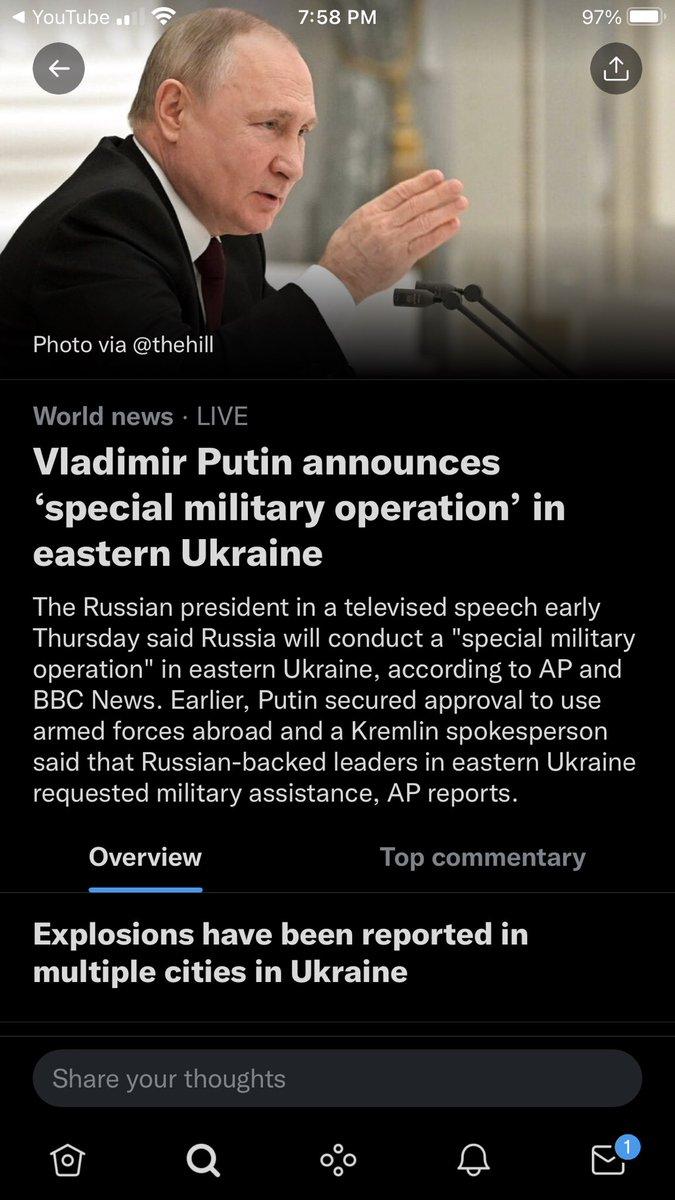 YouTube
7:58 PM
97%
Photo via @thehill
World news · LIVE
Vladimir Putin announces
‘special military operation’ in
eastern Ukraine
The Russian president in a televised speech early
Thursday said Russia will conduct a "special military
operation" in eastern Ukraine, according to AP and
BBC News. Earlier, Putin secured approval to use
armed forces abroad and a Kremlin spokesperson
said that Russian-backed leaders in eastern Ukraine
requested military assistance, AP reports.
Overview
Top commentary
Explosions have been reported in
multiple cities in Ukraine
Share your thoughts
1